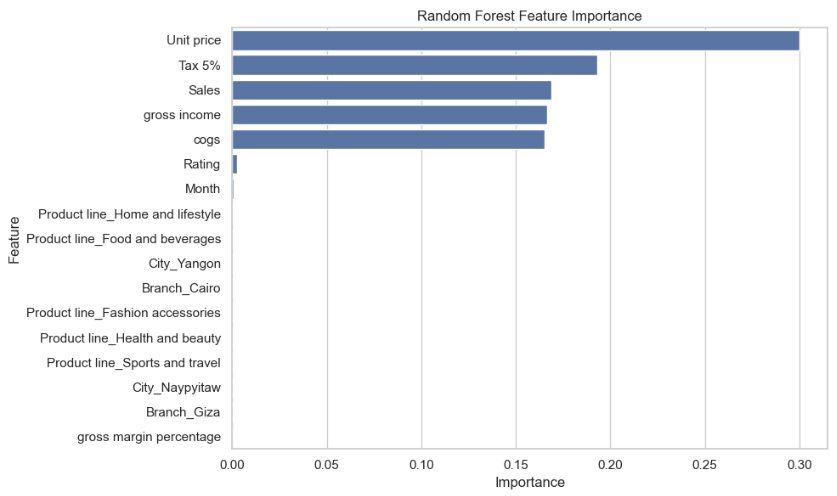 Random Forest Feature Importance
Unit price
Tax 5%
Sales
gross income
cogs
Rating
Month
Product line_Home and lifestyle
Product line_Food and beverages
City_Yangon
Branch_Cairo
Product line_Fashion accessories
Product line_Health and beauty
Product line_Sports and travel
City_Naypyitaw
Branch_Giza
gross margin percentage
Feature
0.00 0.05 0.10 0.15 0.20 0.25 0.30
Importance